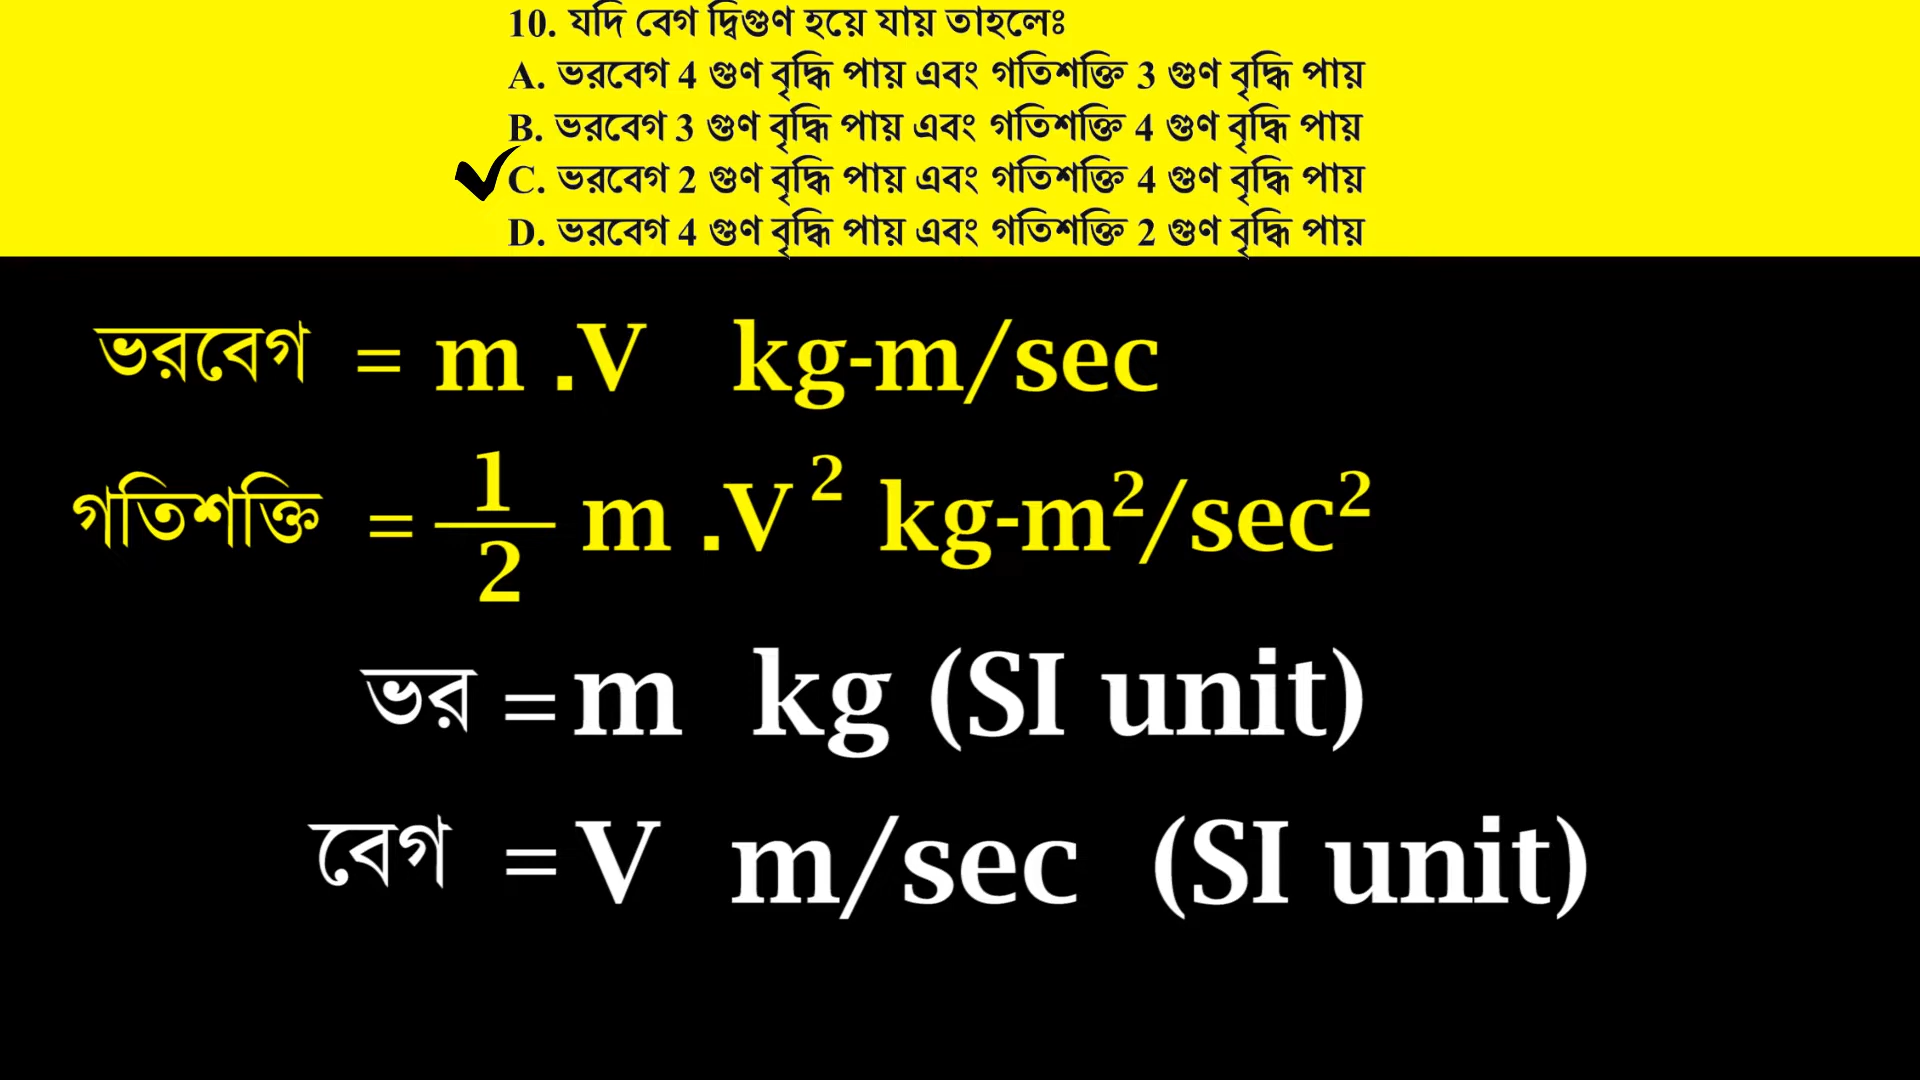 10. যদি বেগ দ্বিগুণ হয়ে যায় তাহলেঃ
A. ভরবেগ 4 গুণ বৃদ্ধি পায় এবং গতিশক্তি 3 গুণ বৃদ্ধি পায়
B. ভরবেগ 3 গুণ বৃদ্ধি পায় এবং গতিশক্তি 4 গুণ বৃদ্ধি পায়
C. ভরবেগ 2 গুণ বৃদ্ধি পায় এবং গতিশক্তি 4 গুণ বৃদ্ধি পায়
D. ভরবেগ 4 গুণ বৃদ্ধি পায় এবং গতিশক্তি 2 গুণ বৃদ্ধি পায়
ভরবেগ = m .V kg-m/sec
গতিশক্তি = 1/2 m .V² kg-m²/sec²
ভর = m kg (SI unit)
বেগ = V m/sec (SI unit)